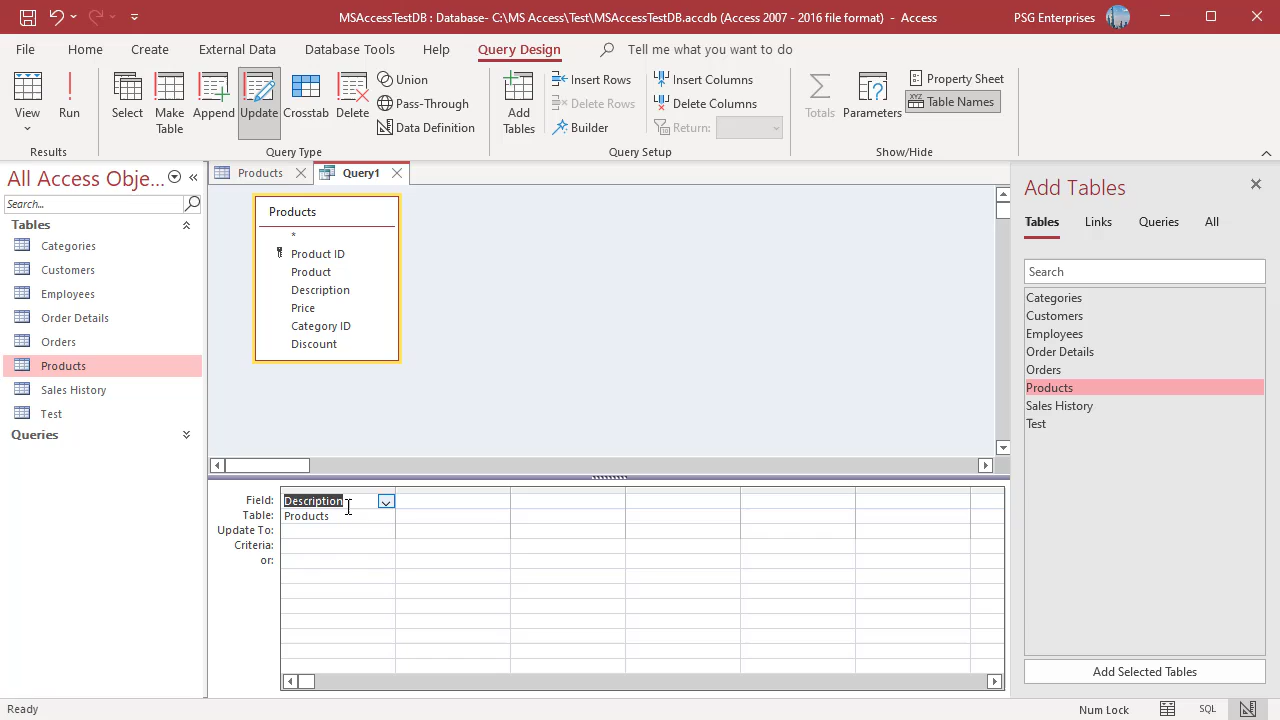 MSAccessTestDB : Database- C:\MS Access\Test\MSAccessTestDB.accdb (Access 2007 - 2016 file format) - Access
PSG Enterprises
File Home Create External Data Database Tools Help Query Design Tell me what you want to do
View
Run
Results
Select
Make Table
Append
Update
Crosstab
Delete
Union
Pass-Through
Data Definition
Query Type
Add Tables
Insert Rows
Delete Rows
Builder
Insert Columns
Delete Columns
Return:
Query Setup
Totals
Parameters
Property Sheet
XYZ
Table Names
Show/Hide
All Access Obje...
Search...
Tables
Categories
Customers
Employees
Order Details
Orders
Products
Sales History
Test
Queries
Products
Query1
Products
*
Product ID
Product
Description
Price
Category ID
Discount
Field: Description
Table: Products
Update To:
Criteria:
or:
Add Tables
Tables Links Queries All
Search
Categories
Customers
Employees
Order Details
Orders
Products
Sales History
Test
Add Selected Tables
Ready
Num Lock
SQL